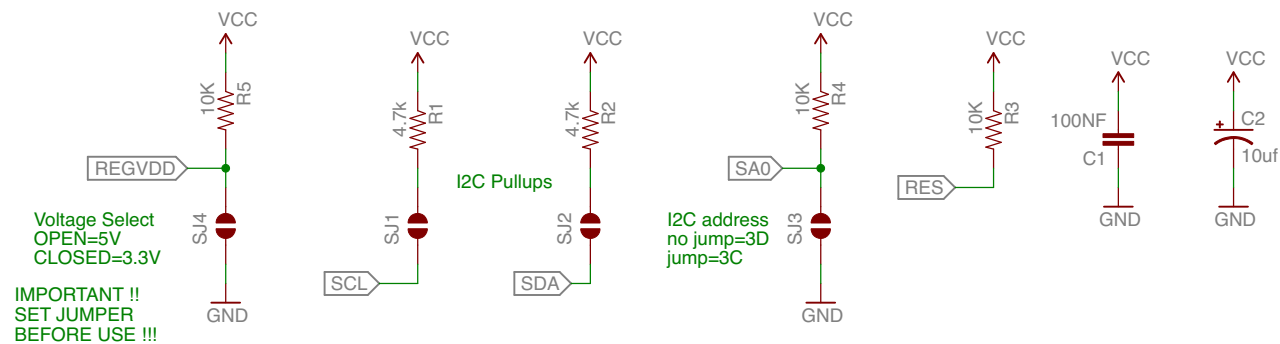 VCC
10K
R5
REGVDD
Voltage Select
OPEN=5V
CLOSED=3.3V
SJ4
IMPORTANT !!
SET JUMPER
BEFORE USE !!!
GND
VCC
4.7k
R1
SJ1
SCL
I2C Pullups
VCC
4.7k
R2
SJ2
SDA
VCC
10K
R4
SA0
I2C address
no jump=3D
jump=3C
SJ3
GND
VCC
10K
R3
RES
VCC
100NF
C1
GND
VCC
+
C2
10uf
GND